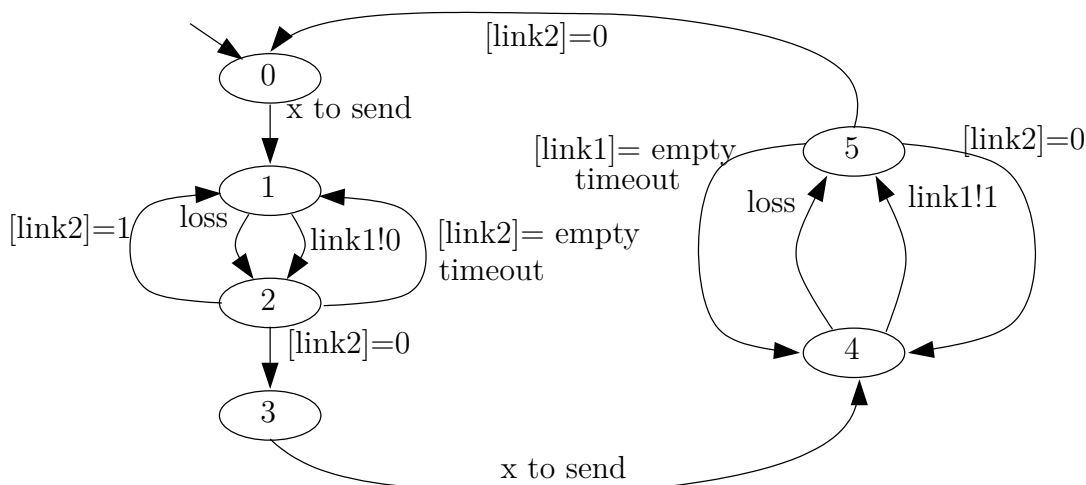 [link2]=0
0
x to send
1
[link2]=1
loss
link1!0
[link2]= empty
timeout
2
[link2]=0
3
x to send
[link1]= empty
timeout
5
[link2]=0
loss
link1!1
4